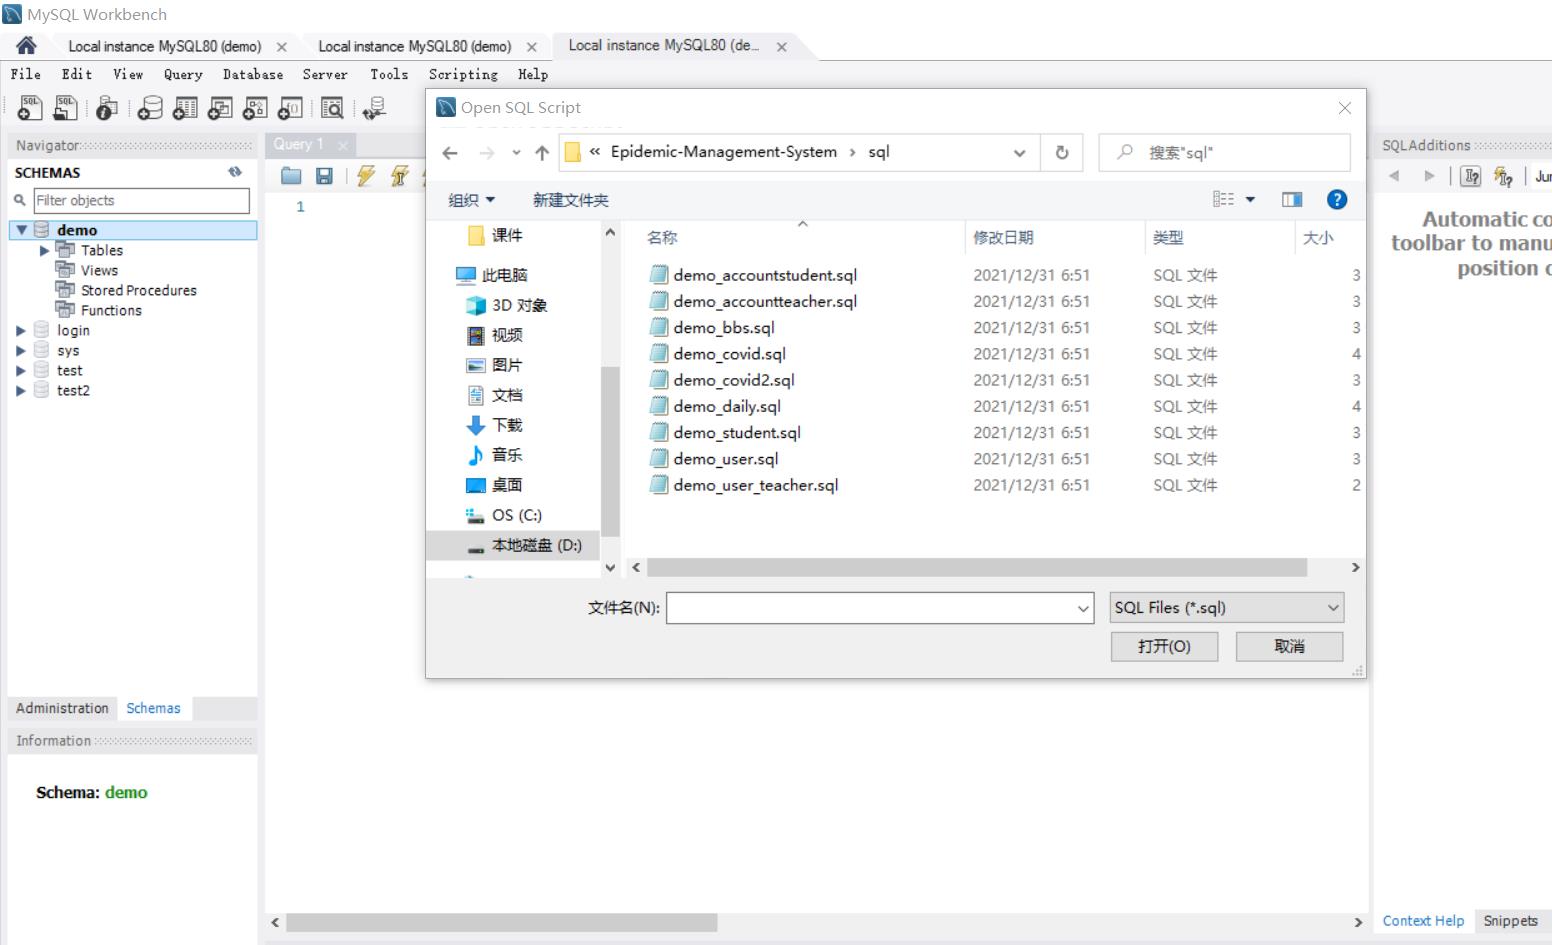 MySQL Workbench
Local instance MySQL80 (demo)
Local instance MySQL80 (demo)
Local instance MySQL80 (de...
File Edit View Query Database Server Tools Scripting Help
Navigator
SCHEMAS
Filter objects
demo
Tables
Views
Stored Procedures
Functions
login
sys
test
test2
Administration Schemas
Information
Schema: demo
Query 1
1
Open SQL Script
« Epidemic-Management-System › sql
搜索"sql"
组织 新建文件夹
课件
此电脑
3D 对象
视频
图片
文档
下载
音乐
桌面
OS (C:)
本地磁盘 (D:)
名称 修改日期 类型 大小
demo_accountstudent.sql 2021/12/31 6:51 SQL 文件 3
demo_accountteacher.sql 2021/12/31 6:51 SQL 文件 3
demo_bbs.sql 2021/12/31 6:51 SQL 文件 3
demo_covid.sql 2021/12/31 6:51 SQL 文件 4
demo_covid2.sql 2021/12/31 6:51 SQL 文件 3
demo_daily.sql 2021/12/31 6:51 SQL 文件 4
demo_student.sql 2021/12/31 6:51 SQL 文件 3
demo_user.sql 2021/12/31 6:51 SQL 文件 3
demo_user_teacher.sql 2021/12/31 6:51 SQL 文件 2
文件名(N):
SQL Files (*.sql)
打开(O) 取消
SQLAdditions
Jur
Automatic co
toolbar to manu
position c
Context Help Snippets